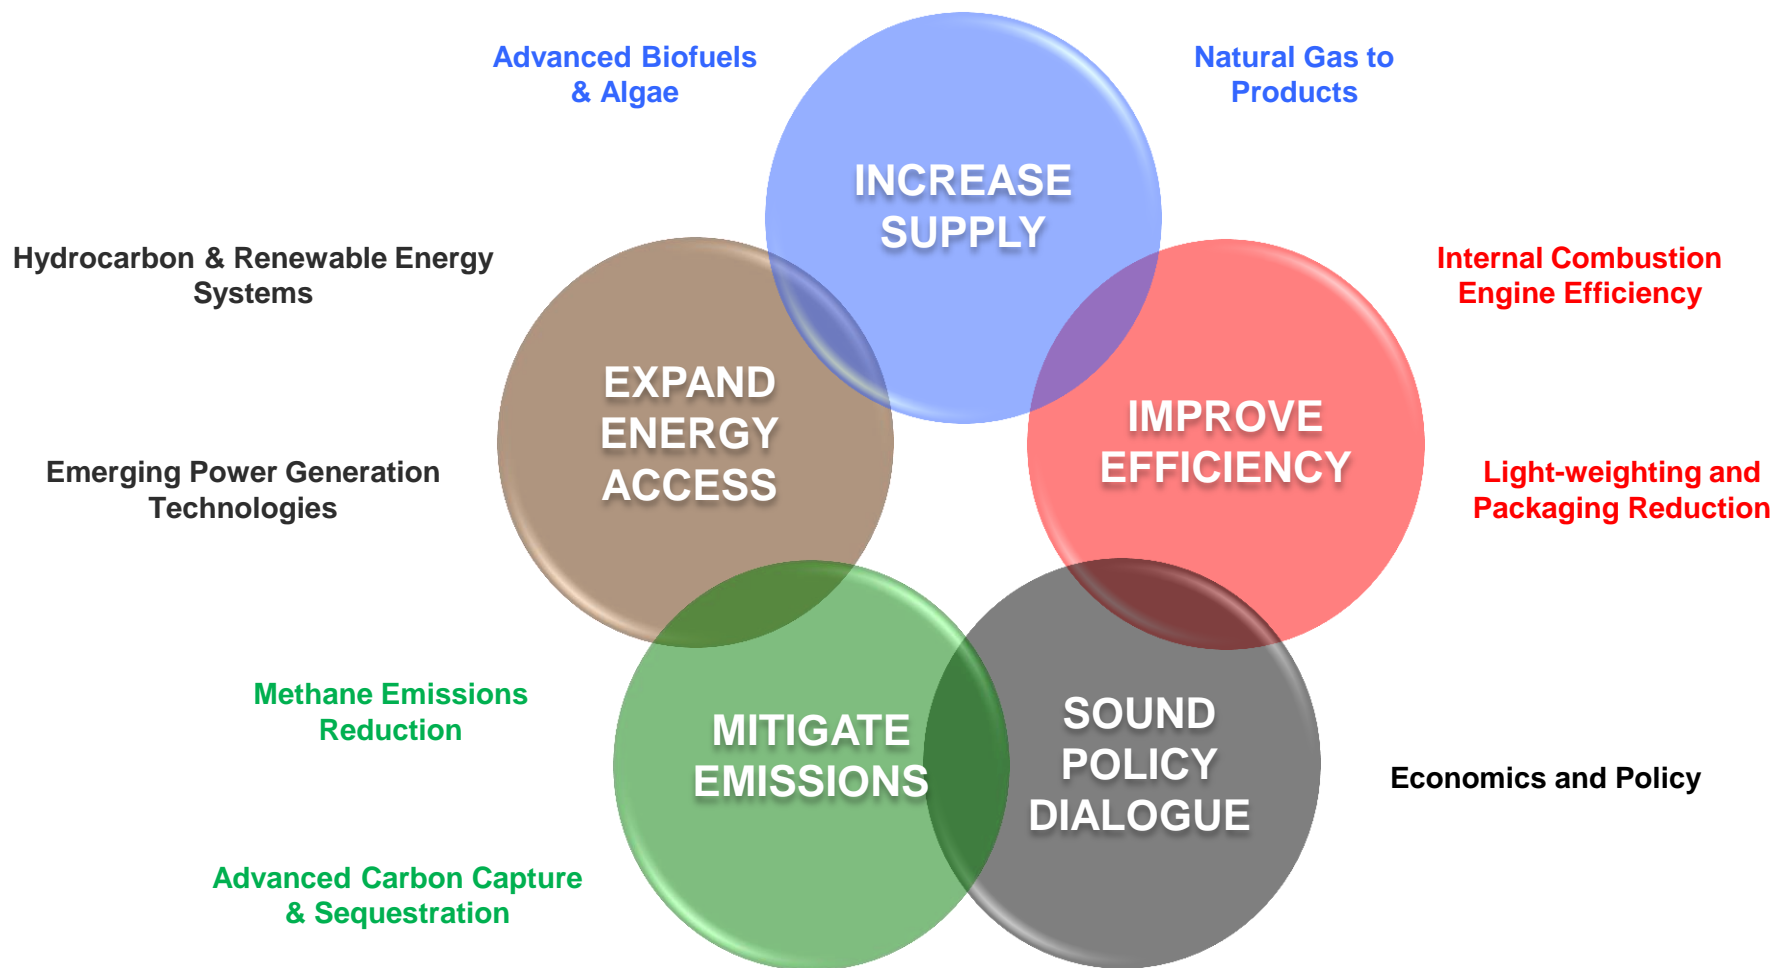 Advanced Biofuels
& Algae
Natural Gas to
Products
INCREASE
SUPPLY
Hydrocarbon & Renewable Energy
Systems
Internal Combustion
Engine Efficiency
EXPAND
ENERGY
ACCESS
IMPROVE
EFFICIENCY
Emerging Power Generation
Technologies
Light-weighting and
Packaging Reduction
Methane Emissions
Reduction
MITIGATE
EMISSIONS
SOUND
POLICY
DIALOGUE
Economics and Policy
Advanced Carbon Capture
& Sequestration